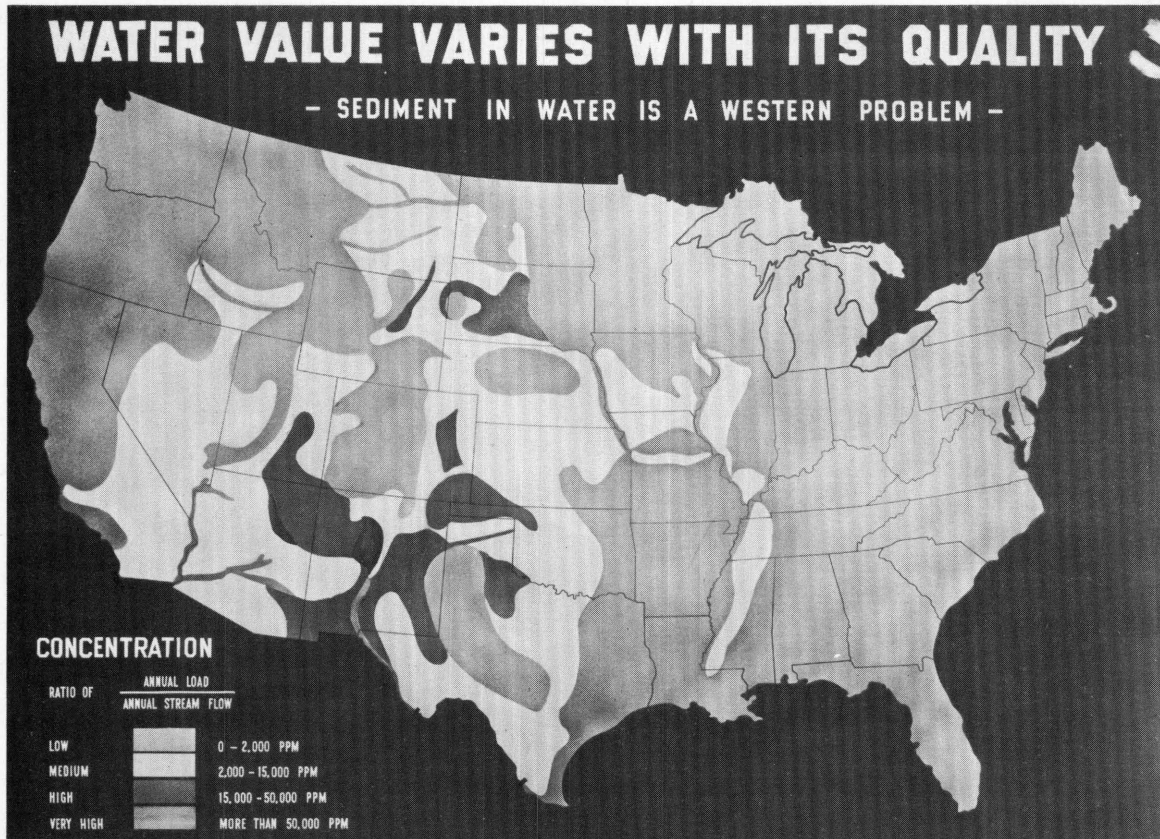 WATER VALUE VARIES WITH ITS QUALITY
– SEDIMENT IN WATER IS A WESTERN PROBLEM –
CONCENTRATION
RATIO OF ANNUAL LOAD
ANNUAL STREAM FLOW
LOW 0 – 2,000 PPM
MEDIUM 2,000 – 15,000 PPM
HIGH 15,000 – 50,000 PPM
VERY HIGH MORE THAN 50,000 PPM